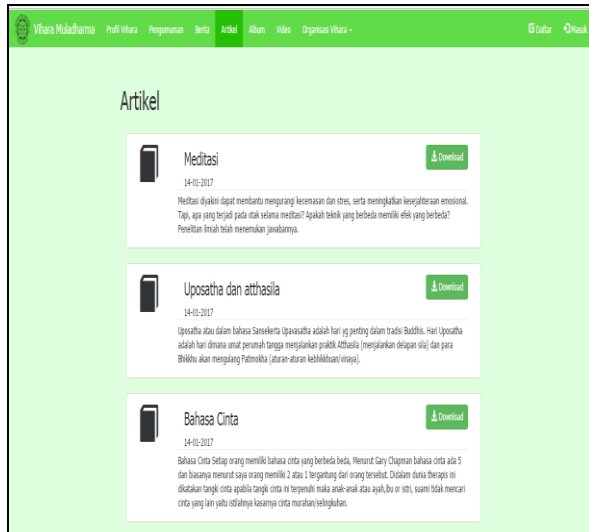 Vihara Muladharma Profil Vihara Pengumuman Berita Artikel Album Video Organisasi Vihara Daftar Masuk
Artikel
Meditasi
Download
14-01-2017
Meditasi diyakini dapat membantu mengurangi kecemasan dan stres, serta meningkatkan kesejahteraan emosional.
Tapi, apa yang terjadi pada otak selama meditasi? Apakah teknik yang berbeda memiliki efek yang berbeda?
Penelitian ilmiah telah menemukan jawabannya.
Uposatha dan atthasila
Download
14-01-2017
Uposatha atau dalam bahasa Sansekerta Upavasatha adalah hari yg penting dalam tradisi Buddhis. Hari Uposatha
adalah hari dimana umat perumah tangga menjalankan praktik Atthasila (menjalankan delapan sila) dan para
Bhikkhu akan mengulang Patimokha (aturan-aturan kebhikkhuan/vinaya).
Bahasa Cinta
Download
14-01-2017
Bahasa Cinta Setiap orang memiliki bahasa cinta yang berbeda beda, Menurut Gary Chapman bahasa cinta ada 5
dan biasanya menurut saya orang memiliki 2 atau 1 tergantung dari orang tersebut. Didalam dunia therapis ini
dikatakan tangki cinta apabila tangki cinta ini terpenuhi maka anak-anak atau ayah,ibu or istri, suami tidak mencari
cinta yang lain yaitu istilahnya kasarnya cinta murahan/selingkuhan.